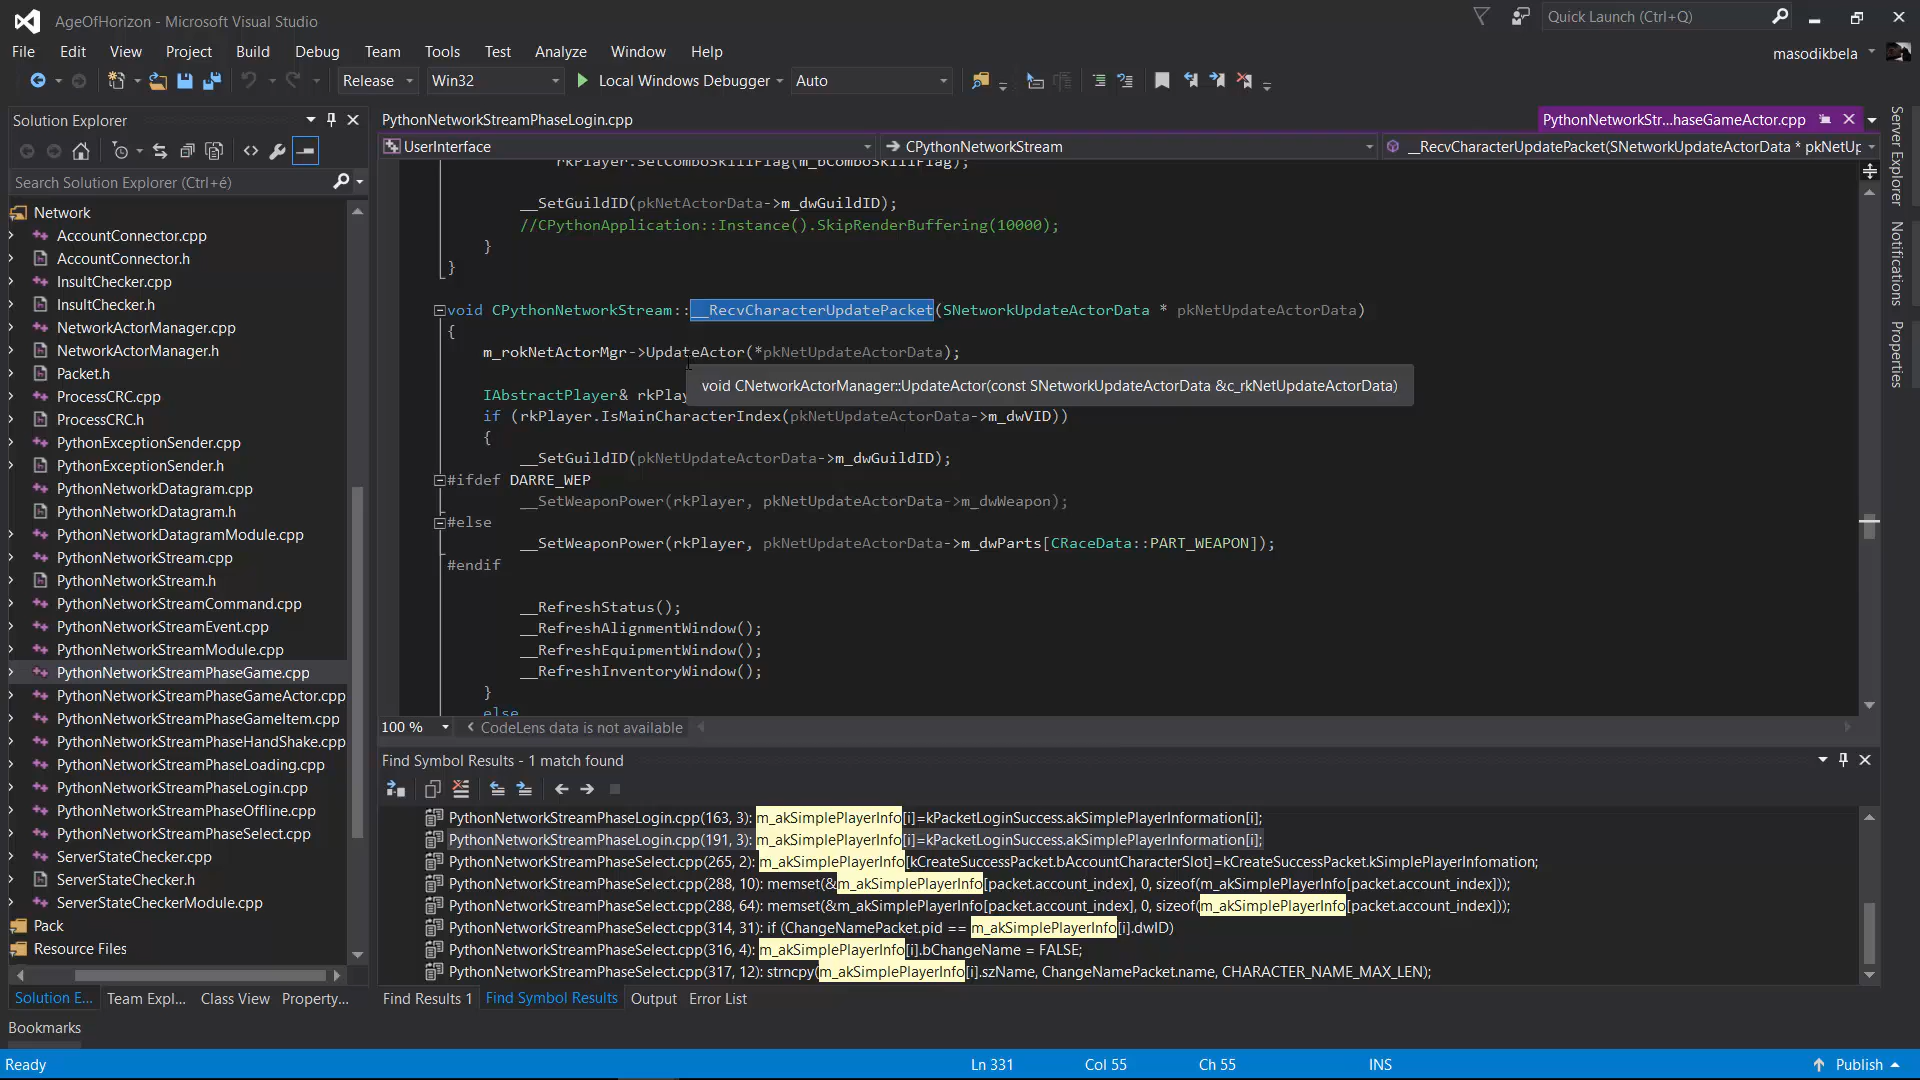 AgeOfHorizon - Microsoft Visual Studio
Quick Launch (Ctrl+Q)
File Edit View Project Build Debug Team Tools Test Analyze Window Help
masodikbela
Release Win32 Local Windows Debugger Auto
Solution Explorer
Search Solution Explorer (Ctrl+é)
Network
AccountConnector.cpp
AccountConnector.h
InsultChecker.cpp
InsultChecker.h
NetworkActorManager.cpp
NetworkActorManager.h
Packet.h
ProcessCRC.cpp
ProcessCRC.h
PythonExceptionSender.cpp
PythonExceptionSender.h
PythonNetworkDatagram.cpp
PythonNetworkDatagram.h
PythonNetworkDatagramModule.cpp
PythonNetworkStream.cpp
PythonNetworkStream.h
PythonNetworkStreamCommand.cpp
PythonNetworkStreamEvent.cpp
PythonNetworkStreamModule.cpp
PythonNetworkStreamPhaseGame.cpp
PythonNetworkStreamPhaseGameActor.cpp
PythonNetworkStreamPhaseGameItem.cpp
PythonNetworkStreamPhaseHandShake.cpp
PythonNetworkStreamPhaseLoading.cpp
PythonNetworkStreamPhaseLogin.cpp
PythonNetworkStreamPhaseOffline.cpp
PythonNetworkStreamPhaseSelect.cpp
ServerStateChecker.cpp
ServerStateChecker.h
ServerStateCheckerModule.cpp
Pack
Resource Files
Solution E... Team Expl... Class View Property...
Bookmarks
PythonNetworkStreamPhaseLogin.cpp
PythonNetworkStr...haseGameActor.cpp
UserInterface
CPythonNetworkStream
__RecvCharacterUpdatePacket(SNetworkUpdateActorData * pkNetUp
rkPlayer.SetComboSkillFlag(m_bComboSkillFlag);
__SetGuildID(pkNetActorData->m_dwGuildID);
//CPythonApplication::Instance().SkipRenderBuffering(10000);
}
}
void CPythonNetworkStream::__RecvCharacterUpdatePacket(SNetworkUpdateActorData * pkNetUpdateActorData)
{
m_rokNetActorMgr->UpdateActor(*pkNetUpdateActorData);
void CNetworkActorManager::UpdateActor(const SNetworkUpdateActorData &c_rkNetUpdateActorData)
IAbstractPlayer& rkPlay
if (rkPlayer.IsMainCharacterIndex(pkNetUpdateActorData->m_dwVID))
{
__SetGuildID(pkNetUpdateActorData->m_dwGuildID);
#ifdef DARRE_WEP
__SetWeaponPower(rkPlayer, pkNetUpdateActorData->m_dwWeapon);
#else
__SetWeaponPower(rkPlayer, pkNetUpdateActorData->m_dwParts[CRaceData::PART_WEAPON]);
#endif
__RefreshStatus();
__RefreshAlignmentWindow();
__RefreshEquipmentWindow();
__RefreshInventoryWindow();
}
else
100 % CodeLens data is not available
Find Symbol Results - 1 match found
PythonNetworkStreamPhaseLogin.cpp(163, 3): m_akSimplePlayerInfo[i]=kPacketLoginSuccess.akSimplePlayerInformation[i];
PythonNetworkStreamPhaseLogin.cpp(191, 3): m_akSimplePlayerInfo[i]=kPacketLoginSuccess.akSimplePlayerInformation[i];
PythonNetworkStreamPhaseSelect.cpp(265, 2): m_akSimplePlayerInfo[kCreateSuccessPacket.bAccountCharacterSlot]=kCreateSuccessPacket.kSimplePlayerInfomation;
PythonNetworkStreamPhaseSelect.cpp(288, 10): memset(&m_akSimplePlayerInfo[packet.account_index], 0, sizeof(m_akSimplePlayerInfo[packet.account_index]));
PythonNetworkStreamPhaseSelect.cpp(288, 64): memset(&m_akSimplePlayerInfo[packet.account_index], 0, sizeof(m_akSimplePlayerInfo[packet.account_index]));
PythonNetworkStreamPhaseSelect.cpp(314, 31): if (ChangeNamePacket.pid == m_akSimplePlayerInfo[i].dwID)
PythonNetworkStreamPhaseSelect.cpp(316, 4): m_akSimplePlayerInfo[i].bChangeName = FALSE;
PythonNetworkStreamPhaseSelect.cpp(317, 12): strncpy(m_akSimplePlayerInfo[i].szName, ChangeNamePacket.name, CHARACTER_NAME_MAX_LEN);
Find Results 1 Find Symbol Results Output Error List
Server Explorer
Notifications
Properties
Ready Ln 331 Col 55 Ch 55 INS Publish